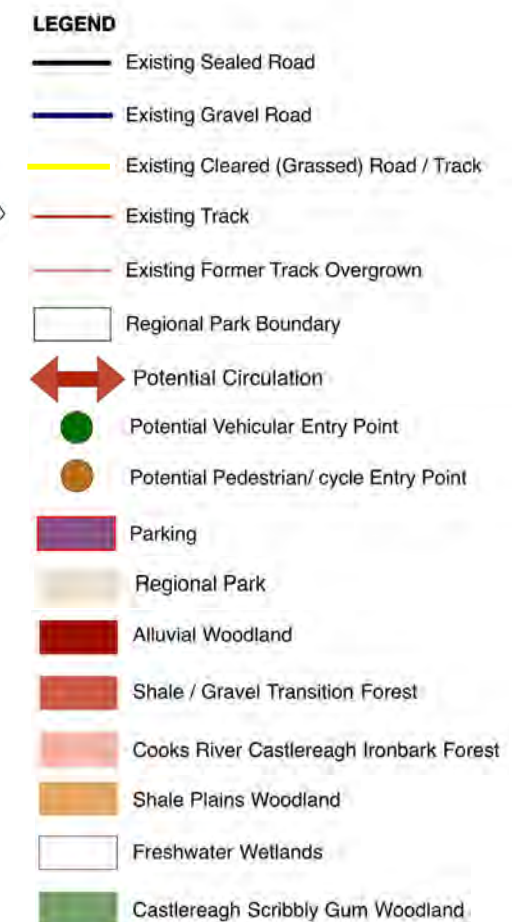 LEGEND
Existing Sealed Road
Existing Gravel Road
Existing Cleared (Grassed) Road / Track
Existing Track
Existing Former Track Overgrown
Regional Park Boundary
Potential Circulation
Potential Vehicular Entry Point
Potential Pedestrian/ cycle Entry Point
Parking
Regional Park
Alluvial Woodland
Shale / Gravel Transition Forest
Cooks River Castlereagh Ironbark Forest
Shale Plains Woodland
Freshwater Wetlands
Castlereagh Scribbly Gum Woodland